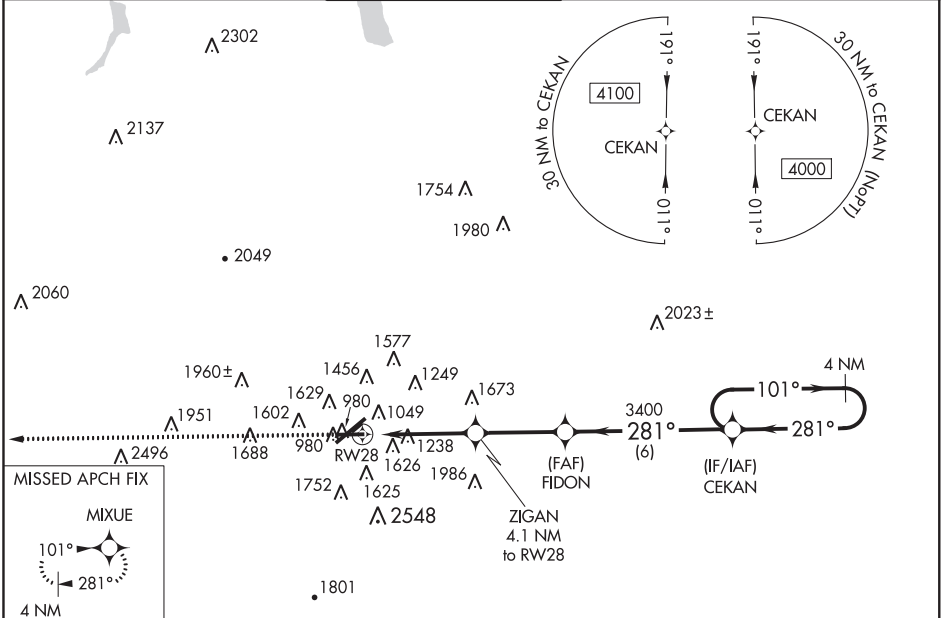 2302
2137
1754
1980
2049
2060
2023±
30 NM to CEKAN
4100
191°
CEKAN
011°
191°
CEKAN
4000
011°
30 NM to CEKAN (NoPT)
1577
1960±
1456
1249
1629
980
1673
1951
1602
1049
980
RW28
1238
1688
1626
2496
1752
1625
1986
2548
1801
3400
281°
(6)
4 NM
101°
281°
(FAF)
FIDON
(IF/IAF)
CEKAN
ZIGAN
4.1 NM
to RW28
MISSED APCH FIX
MIXUE
101°
281°
4 NM